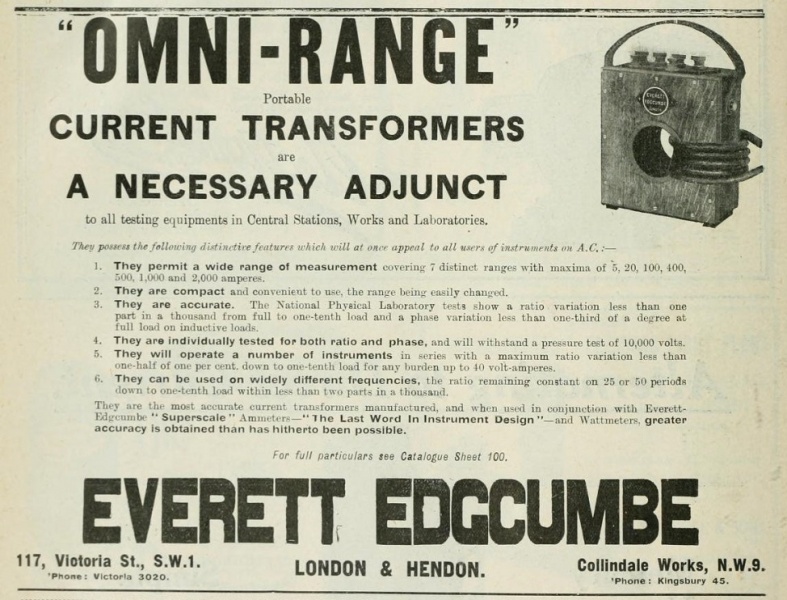 "OMNI-RANGE"
Portable
CURRENT TRANSFORMERS
are
A NECESSARY ADJUNCT
to all testing equipments in Central Stations, Works and Laboratories.
EVERETT
EDGCUMBE
They possess the following distinctive features which will at once appeal to all users of instruments on A.C.:—
1. They permit a wide range of measurement covering 7 distinct ranges with maxima of 5, 20, 100, 400,
500, 1,000 and 2,000 amperes.
2. They are compact and convenient to use, the range being easily changed.
3. They are accurate. The National Physical Laboratory tests show a ratio variation less than one
part in a thousand from full to one-tenth load and a phase variation less than one-third of a degree at
full load on inductive loads.
4. They are individually tested for both ratio and phase, and will withstand a pressure test of 10,000 volts.
5. They will operate a number of instruments in series with a maximum ratio variation less than
one-half of one per cent. down to one-tenth load for any burden up to 40 volt-amperes.
6. They can be used on widely different frequencies, the ratio remaining constant on 25 or 50 periods
down to one-tenth load within less than two parts in a thousand.
They are the most accurate current transformers manufactured, and when used in conjunction with Everett-
Edgcumbe "Superscale" Ammeters—"The Last Word In Instrument Design"—and Wattmeters, greater
accuracy is obtained than has hitherto been possible.
For full particulars see Catalogue Sheet 100.
EVERETT EDGCUMBE
117, Victoria St., S.W.1.
'Phone: Victoria 3020.
LONDON & HENDON.
Collindale Works, N.W.9.
'Phone: Kingsbury 45.